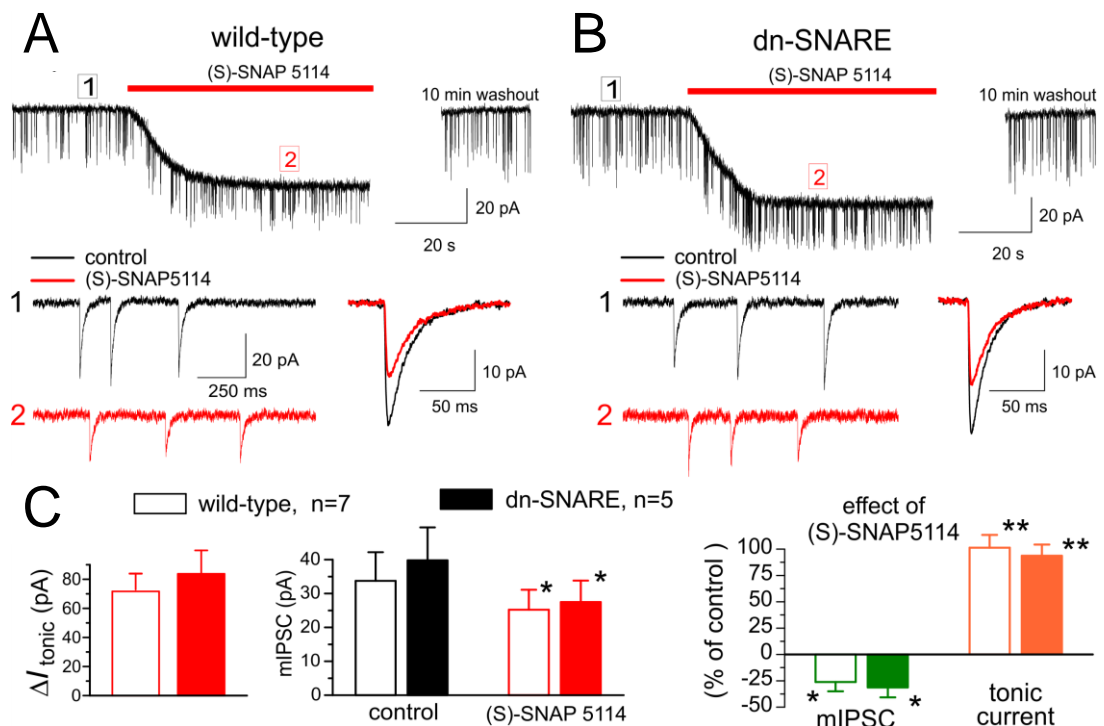 A
wild-type
(S)-SNAP 5114
1
10 min washout
2
20 pA
20 s
control
(S)-SNAP5114
1
20 pA
250 ms
10 pA
50 ms
2
B
dn-SNARE
(S)-SNAP 5114
1
10 min washout
2
20 pA
20 s
control
(S)-SNAP5114
1
20 pA
250 ms
10 pA
50 ms
2
C
wild-type, n=7
dn-SNARE, n=5
ΔI tonic (pA)
80
60
40
20
0
mIPSC (pA)
40
30
20
10
0
* *
control
(S)-SNAP 5114
effect of
(S)-SNAP5114
(% of control )
100
75
50
25
0
-25
-50
** **
* *
mIPSC
tonic
current